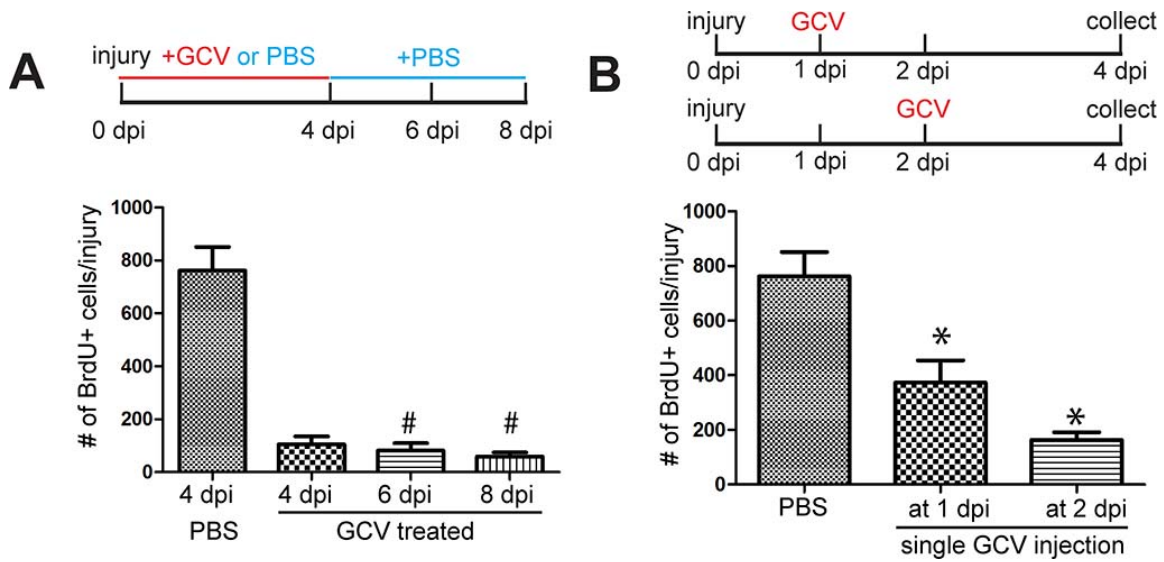 A
injury +GCV or PBS +PBS
0 dpi 4 dpi 6 dpi 8 dpi
# of BrdU+ cells/injury
1000
800
600
400
200
0
# #
4 dpi 4 dpi 6 dpi 8 dpi
PBS GCV treated
B
injury GCV collect
0 dpi 1 dpi 2 dpi 4 dpi
injury GCV collect
0 dpi 1 dpi 2 dpi 4 dpi
# of BrdU+ cells/injury
1000
800
600
400
200
0
* *
PBS at 1 dpi at 2 dpi
single GCV injection